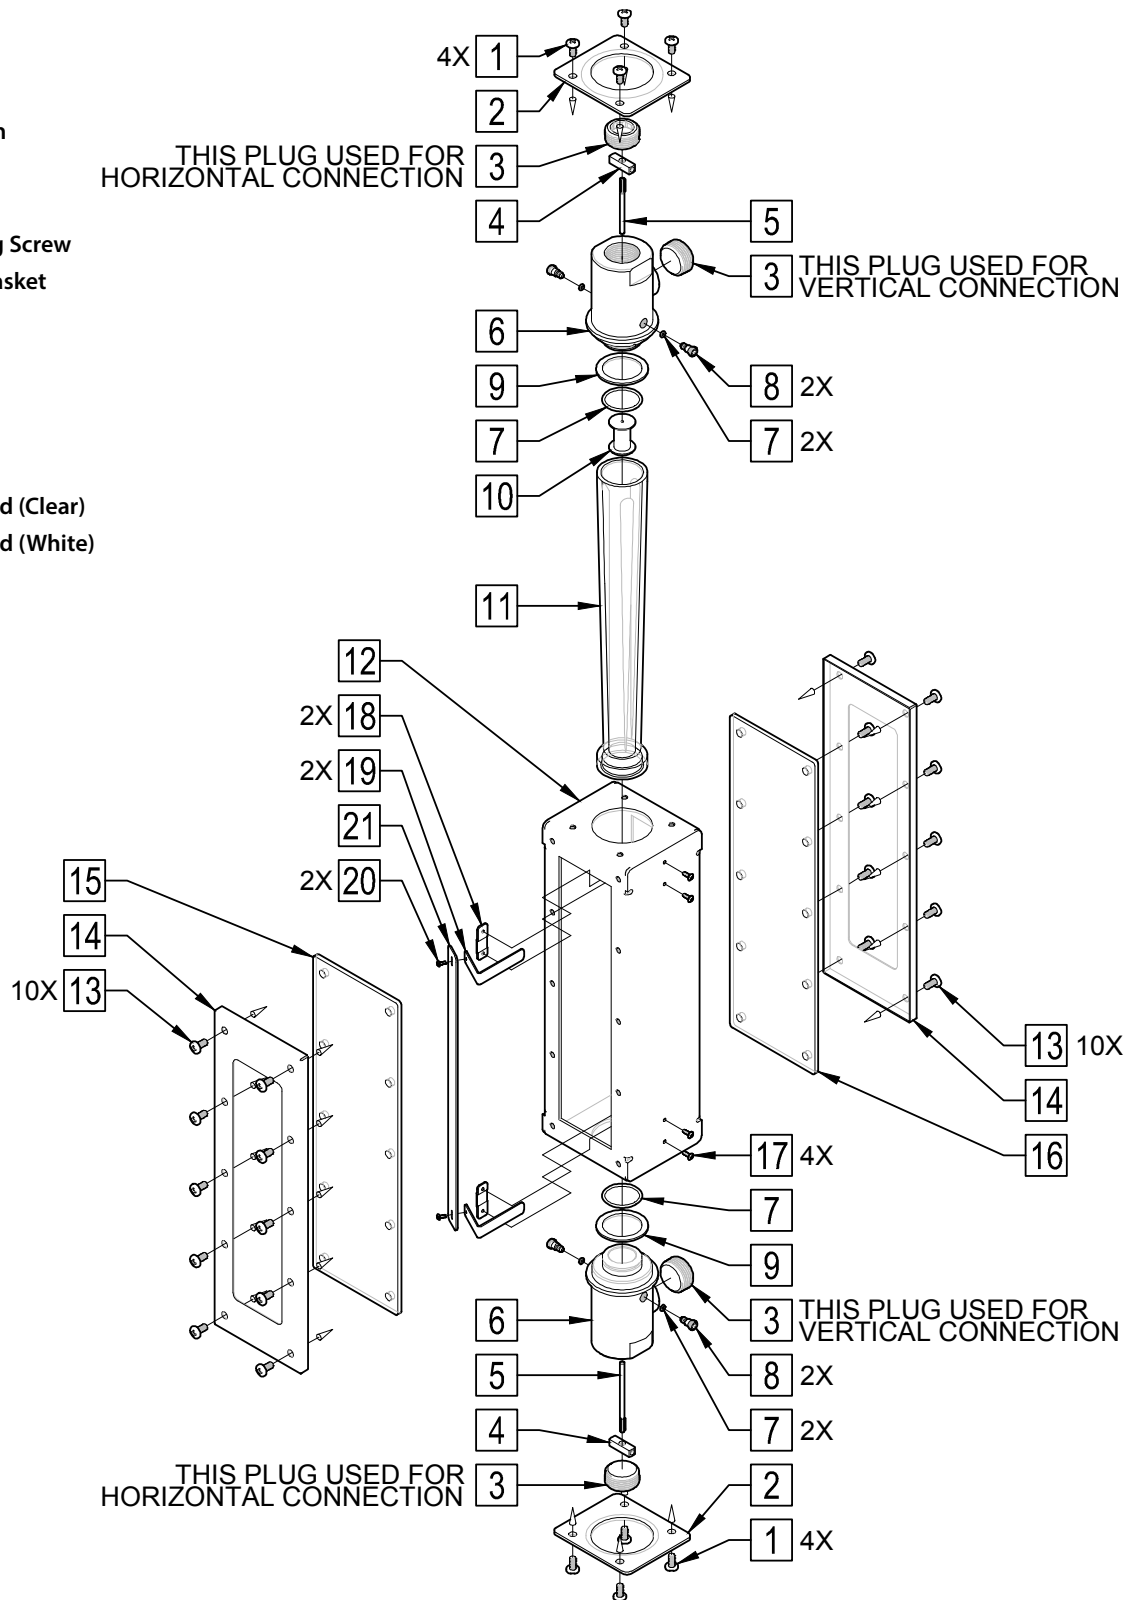 4X 1
2
n
THIS PLUG USED FOR
HORIZONTAL CONNECTION 3
4
5
g Screw
3 THIS PLUG USED FOR
VERTICAL CONNECTION
asket
6
9
8 2X
7
7 2X
10
d (Clear)
d (White)
11
12
2X 18
2X 19
21
2X 20
15
14
10X 13
13 10X
14
17 4X
16
7
9
6
3 THIS PLUG USED FOR
VERTICAL CONNECTION
5
8 2X
4
7 2X
THIS PLUG USED FOR
HORIZONTAL CONNECTION 3
2
1 4X